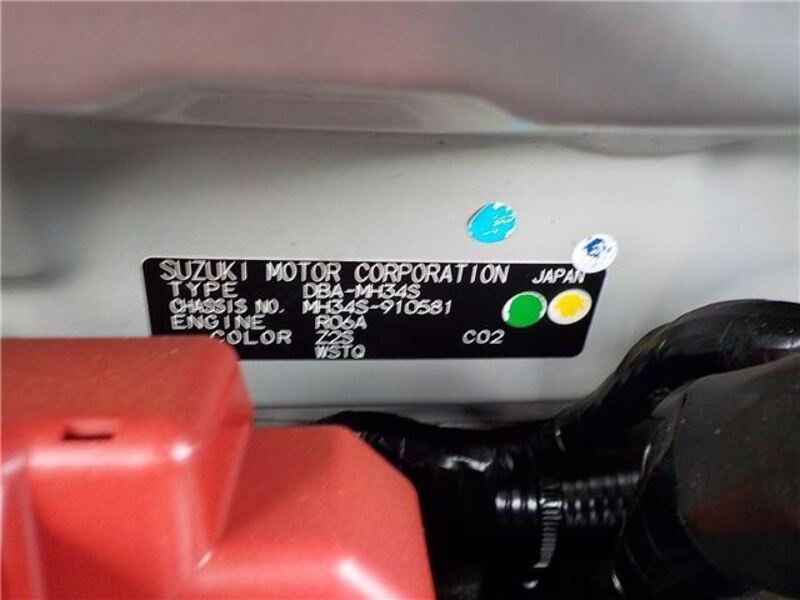 SUZUKI MOTOR CORPORATION JAPAN
TYPE DBA-MH34S
CHASSIS NO. MH34S-910581
ENGINE R06A
COLOR Z2S C02
WSTQ